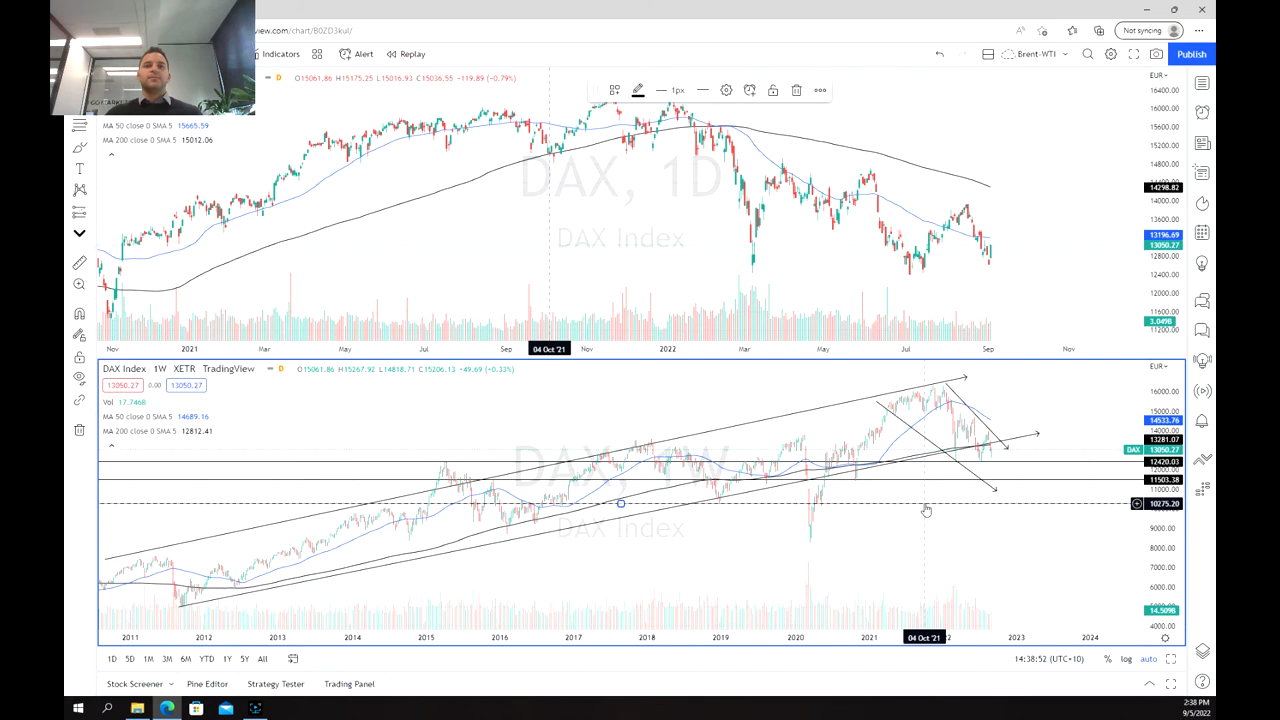 view.com/chart/80ZD3kul/
Not syncing
Indicators
Alert
Replay
Brent-WTI
Publish
D O15061.86 H15175.25 L15016.93 C15036.55 −119.89 (−0.79%)
1px
EUR
MA 50 close 0 SMA 5 15665.59
MA 200 close 0 SMA 5 15012.06
DAX, 1D
DAX Index
16400.00
16000.00
15600.00
15200.00
14800.00
14298.82
14000.00
13600.00
13196.69
13050.27
12800.00
12400.00
12000.00
3.049B
11200.00
Nov 2021 Mar May Jul Sep 04 Oct '21 Nov 2022 Mar May Jul Sep Nov
DAX Index 1W XETR TradingView D O15061.86 H15267.92 L14818.71 C15206.13 +49.69 (+0.33%)
13050.27 0.00 13050.27
Vol 17.746B
MA 50 close 0 SMA 5 14689.16
MA 200 close 0 SMA 5 12812.41
DAX, 1W
DAX Index
EUR
16000.00
15000.00
14533.76
14000.00
13281.07
DAX 13050.27
12420.03
12000.00
11503.38
11000.00
10275.20
9000.00
8000.00
7000.00
6000.00
14.509B
4000.00
2011 2012 2013 2014 2015 2016 2017 2018 2019 2020 2021 04 Oct '21 2023 2024
1D 5D 1M 3M 6M YTD 1Y 5Y All
14:38:52 (UTC+10) % log auto
Stock Screener Pine Editor Strategy Tester Trading Panel
2:38 PM
9/5/2022